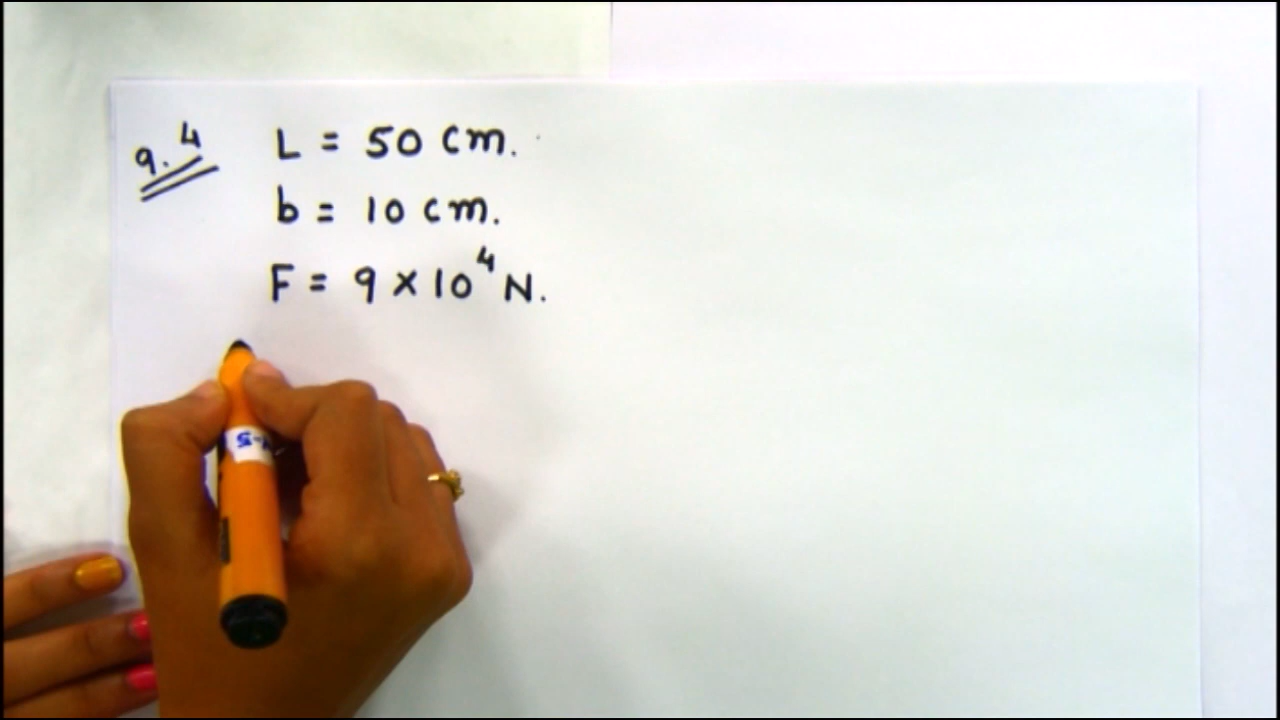 9.4
L = 50 cm.
b = 10 cm.
F = 9 × 10⁴ N.